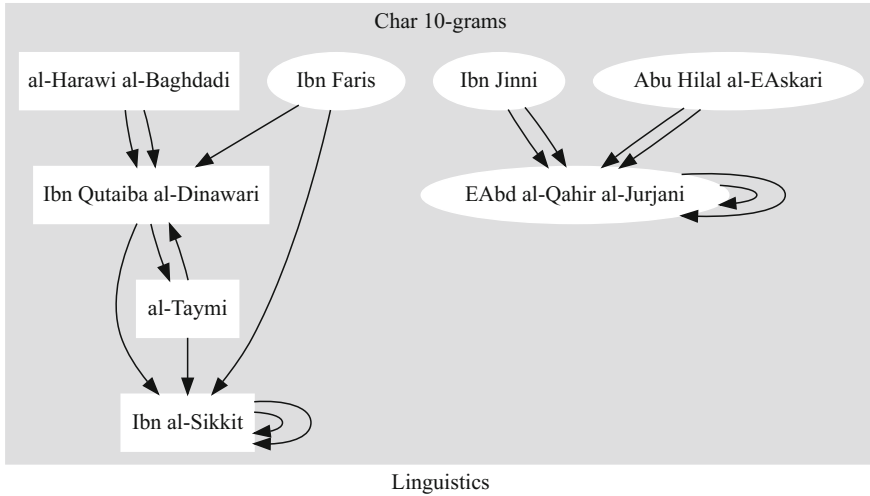 Char 10-grams
al-Harawi al-Baghdadi
Ibn Faris
Ibn Jinni
Abu Hilal al-EAskari
Ibn Qutaiba al-Dinawari
EAbd al-Qahir al-Jurjani
al-Taymi
Ibn al-Sikkit
Linguistics